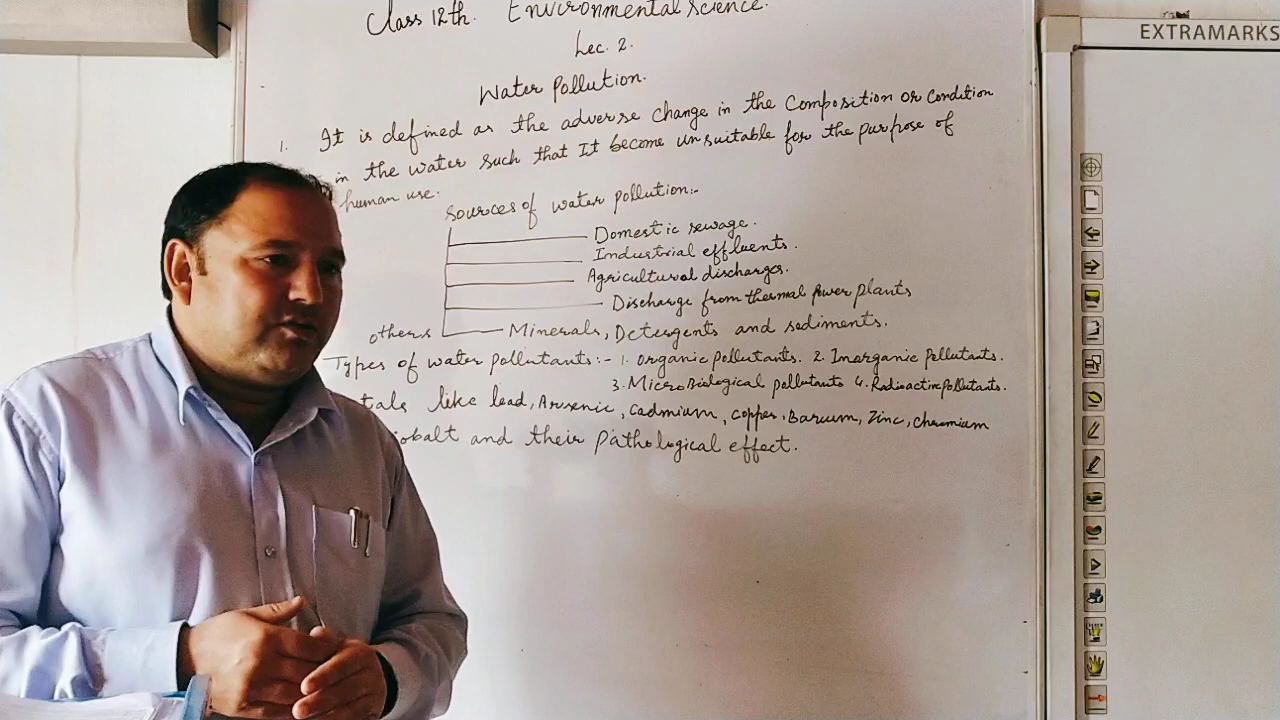 Class 12th. Environmental Science.
EXTRAMARKS
Lec. 2.
Water Pollution.
1. It is defined as the adverse change in the Composition or Condition
in the water such that It become unsuitable for the purpose of
human use.
Sources of water pollution:-
Domestic sewage.
Industrial effluents.
Agricultural discharges.
Discharge from thermal Power plants
others Minerals, Detergents and sediments.
Types of water pollutants:- 1. organic pollutants. 2. Inorganic Pollutants.
3. MicroBiological pollutants 4. Radioactive Pollutants.
tals like lead, Arsenic, Cadmium, Copper, Barium, Zinc, Chromium
obalt and their Pathological effect.